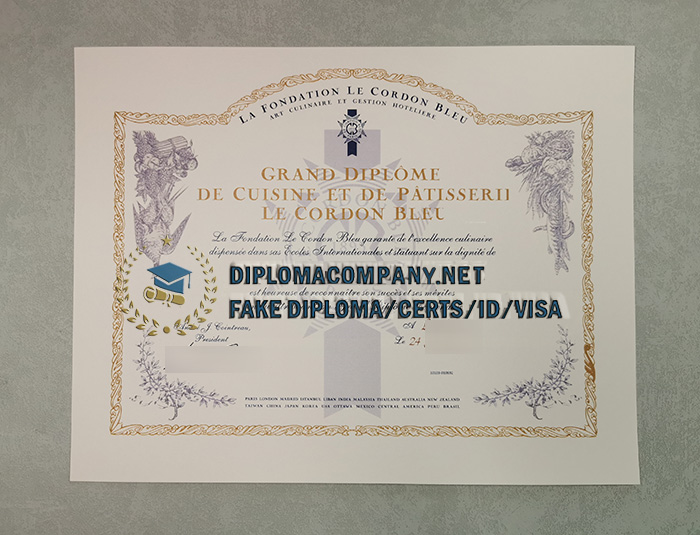 LA FONDATION LE CORDON BLEU
ART CULINAIRE ET GESTION HOTELIERE
GRAND DIPLÔME
DE CUISINE ET DE PÂTISSERII
LE CORDON BLEU
La Fondation Le Cordon Bleu garante de l'excellence culinaire
dispensée dans sas Ecoles Internationales et statuant sur la dignité de
DIPLOMACOMPANY.NET
est heureuse de reconnaître son succès et ses mérites
FAKE DIPLOMA/CERTS/ID/VISA
J. Cointreau, A
President Le 24
PARIS LONDON MADRID ISTANBUL LIBAN INDIA MALAYSIA THAILAND AUSTRALIA NEW ZEALAND
TAIWAN CHINA JAPAN KOREA USA OTTAWA MEXICO CENTRAL AMERICA PERU BRASIL